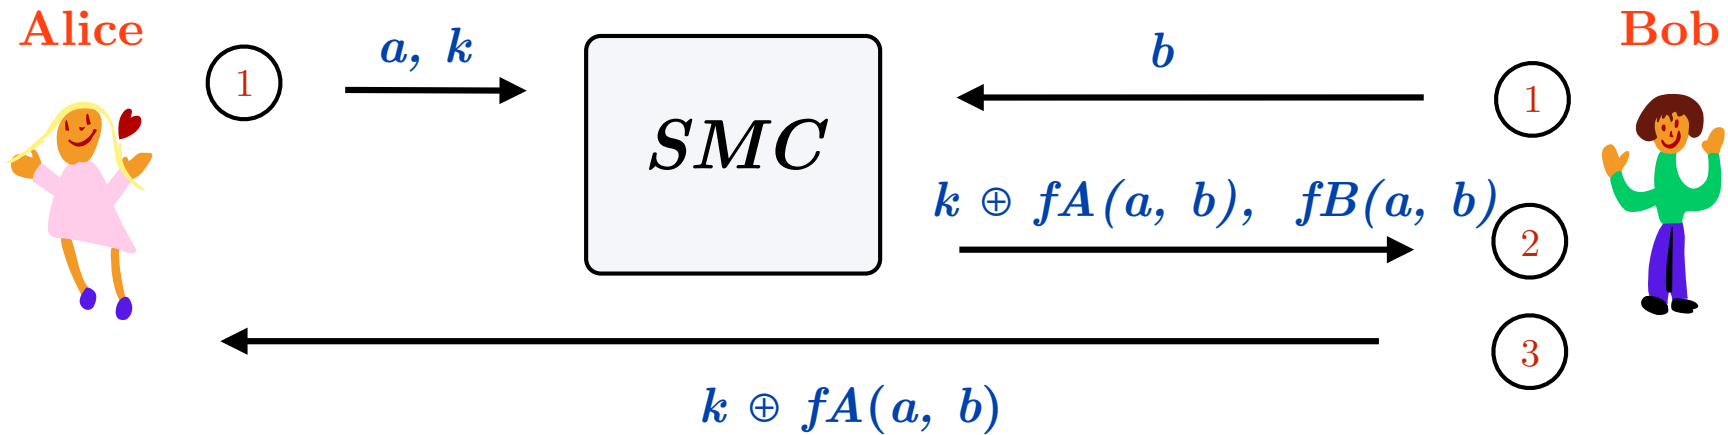 Alice
Bob
1
a, k
SMC
b
1
k ⊕ fA(a, b), fB(a, b)
2
3
k ⊕ fA(a, b)